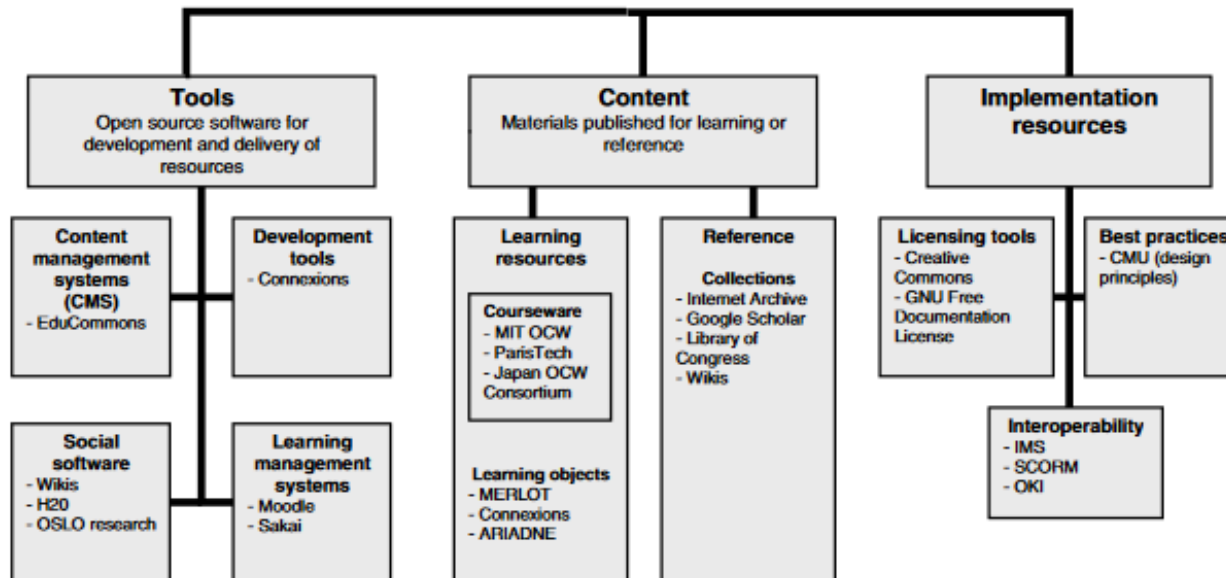 Tools
Open source software for
development and delivery of
resources
Content
Materials published for learning or
reference
Implementation
resources
Content
management
systems
(CMS)
- EduCommons
Development
tools
- Connexions
Social
software
- Wikis
- H20
- OSLO research
Learning
management
systems
- Moodle
- Sakai
Learning
resources
Courseware
- MIT OCW
- ParisTech
- Japan OCW
Consortium
Learning objects
- MERLOT
- Connexions
- ARIADNE
Reference
Collections
- Internet Archive
- Google Scholar
- Library of
Congress
- Wikis
Licensing tools
- Creative
Commons
- GNU Free
Documentation
License
Best practices
- CMU (design
principles)
Interoperability
- IMS
- SCORM
- OKI